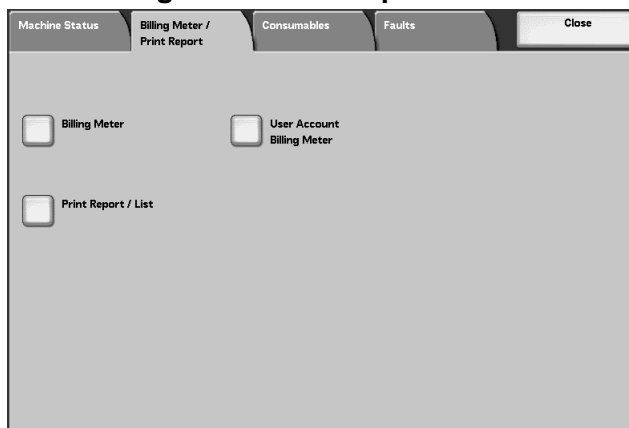 Machine Status
Billing Meter /
Print Report
Consumables
Faults
Close
Billing Meter
User Account
Billing Meter
Print Report / List